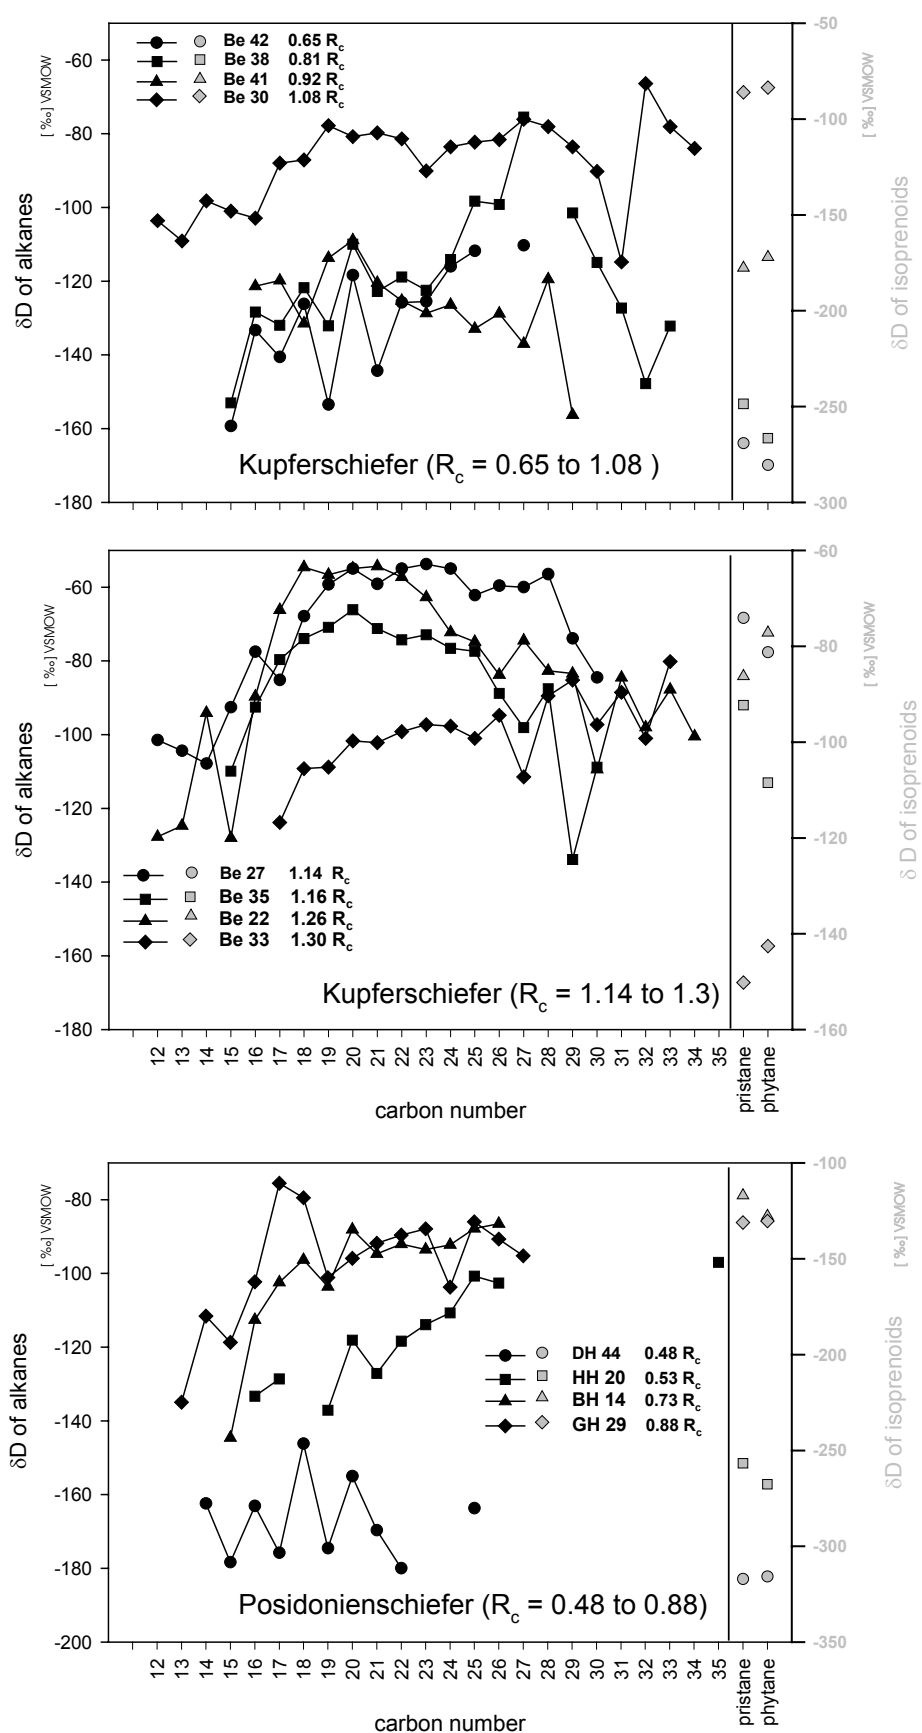 Be 42 0.65 Rc
Be 38 0.81 Rc
Be 41 0.92 Rc
Be 30 1.08 Rc
[ ‰] VSMOW
δD of alkanes
-60
-80
-100
-120
-140
-160
-180
-50
-100
-150
-200
-250
-300
[ ‰] VSMOW
δD of isoprenoids
Kupferschiefer (Rc = 0.65 to 1.08 )
[ ‰] VSMOW
δD of alkanes
-60
-80
-100
-120
-140
-160
-180
-60
-80
-100
-120
-140
-160
[ ‰] VSMOW
δ D of isoprenoids
Be 27 1.14 Rc
Be 35 1.16 Rc
Be 22 1.26 Rc
Be 33 1.30 Rc
Kupferschiefer (Rc = 1.14 to 1.3)
12 13 14 15 16 17 18 19 20 21 22 23 24 25 26 27 28 29 30 31 32 33 34 35 pristane phytane
carbon number
[ ‰] VSMOW
δD of alkanes
-80
-100
-120
-140
-160
-180
-200
-100
-150
-200
-250
-300
-350
[ ‰] VSMOW
δD of isoprenoids
DH 44 0.48 Rc
HH 20 0.53 Rc
BH 14 0.73 Rc
GH 29 0.88 Rc
Posidonienschiefer (Rc = 0.48 to 0.88)
12 13 14 15 16 17 18 19 20 21 22 23 24 25 26 27 28 29 30 31 32 33 34 35 pristane phytane
carbon number